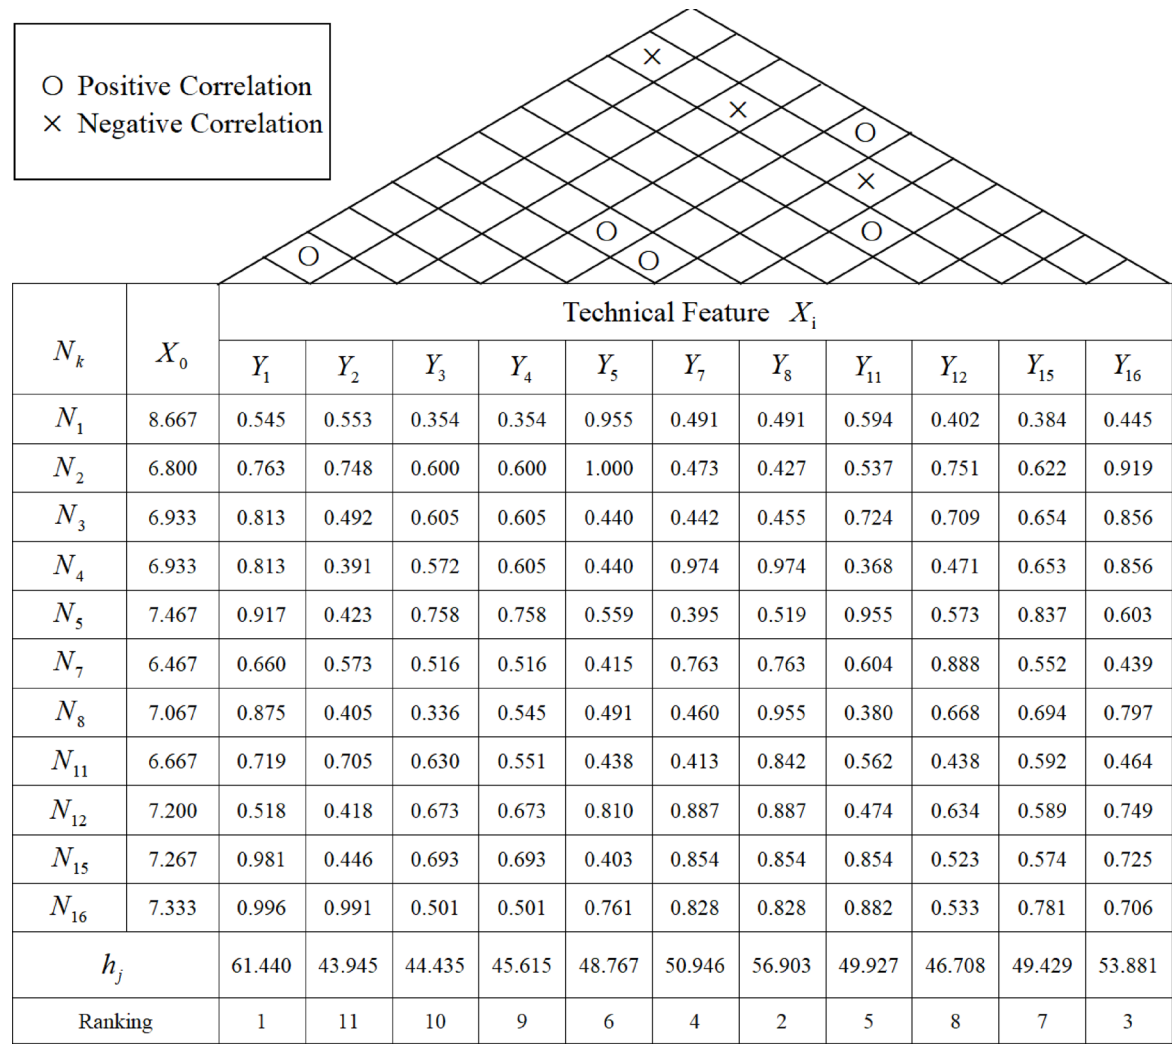 ○ Positive Correlation
× Negative Correlation
×
×
○
×
○ ○
○ ○
N_k X_0 Technical Feature X_i
Y_1 Y_2 Y_3 Y_4 Y_5 Y_7 Y_8 Y_11 Y_12 Y_15 Y_16
N_1 8.667 0.545 0.553 0.354 0.354 0.955 0.491 0.491 0.594 0.402 0.384 0.445
N_2 6.800 0.763 0.748 0.600 0.600 1.000 0.473 0.427 0.537 0.751 0.622 0.919
N_3 6.933 0.813 0.492 0.605 0.605 0.440 0.442 0.455 0.724 0.709 0.654 0.856
N_4 6.933 0.813 0.391 0.572 0.605 0.440 0.974 0.974 0.368 0.471 0.653 0.856
N_5 7.467 0.917 0.423 0.758 0.758 0.559 0.395 0.519 0.955 0.573 0.837 0.603
N_7 6.467 0.660 0.573 0.516 0.516 0.415 0.763 0.763 0.604 0.888 0.552 0.439
N_8 7.067 0.875 0.405 0.336 0.545 0.491 0.460 0.955 0.380 0.668 0.694 0.797
N_11 6.667 0.719 0.705 0.630 0.551 0.438 0.413 0.842 0.562 0.438 0.592 0.464
N_12 7.200 0.518 0.418 0.673 0.673 0.810 0.887 0.887 0.474 0.634 0.589 0.749
N_15 7.267 0.981 0.446 0.693 0.693 0.403 0.854 0.854 0.854 0.523 0.574 0.725
N_16 7.333 0.996 0.991 0.501 0.501 0.761 0.828 0.828 0.882 0.533 0.781 0.706
h_j 61.440 43.945 44.435 45.615 48.767 50.946 56.903 49.927 46.708 49.429 53.881
Ranking 1 11 10 9 6 4 2 5 8 7 3